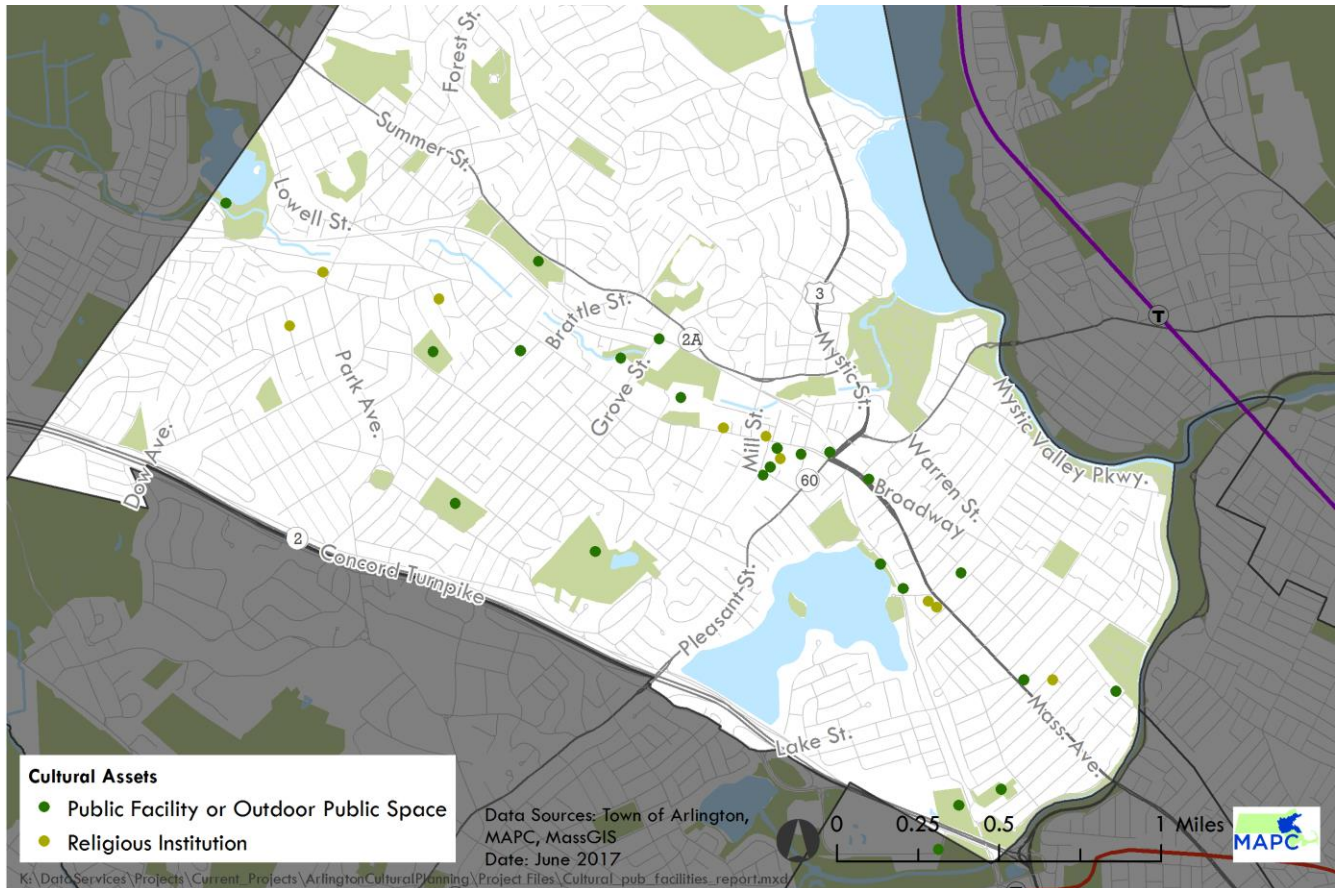 Forest St.
Summer St.
Lowell St.
3
Brattle St.
2A
T
Park Ave.
Grove St.
Mystic St.
Mystic Valley Pkwy.
Mill St.
Dow Ave.
60
Warren St.
Broadway
2
Concord Turnpike
Pleasant St.
Mass. Ave.
Lake St.
Cultural Assets
Public Facility or Outdoor Public Space
Religious Institution
Data Sources: Town of Arlington,
MAPC, MassGIS
Date: June 2017
0 0.25 0.5 1 Miles
MAPC
K:\DataServices\Projects\Current_Projects\ArlingtonCulturalPlanning\Project Files\Cultural_pub_facilities_report.mxd